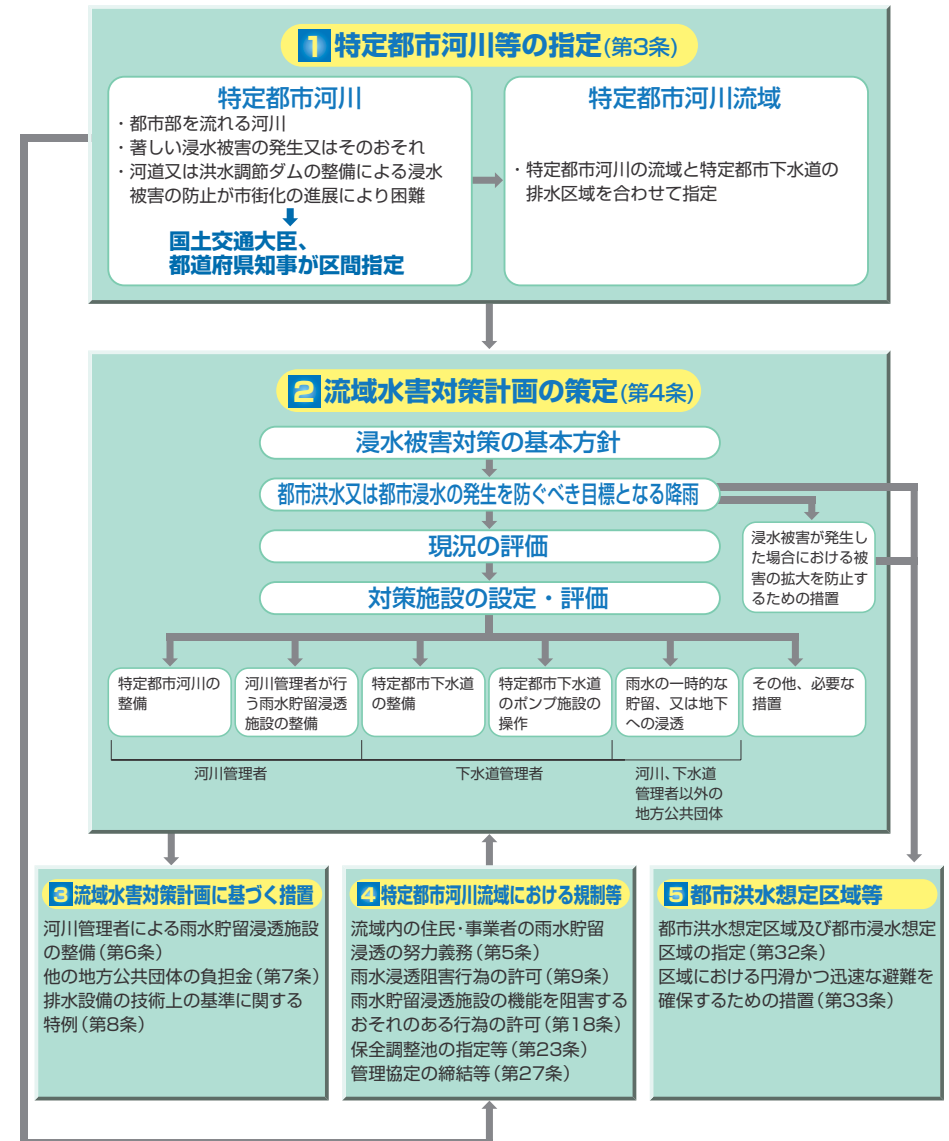 1 特定都市河川等の指定(第3条)
特定都市河川
・都市部を流れる河川
・著しい浸水被害の発生又はそのおそれ
・河道又は洪水調節ダムの整備による浸水
被害の防止が市街化の進展により困難
国土交通大臣、
都道府県知事が区間指定
特定都市河川流域
・特定都市河川の流域と特定都市下水道の
排水区域を合わせて指定
2 流域水害対策計画の策定(第4条)
浸水被害対策の基本方針
都市洪水又は都市浸水の発生を防ぐべき目標となる降雨
現況の評価
対策施設の設定・評価
浸水被害が発生し
た場合における被
害の拡大を防止す
るための措置
特定都市河川の
整備
河川管理者が行
う雨水貯留浸透
施設の整備
特定都市下水道
の整備
特定都市下水道
のポンプ施設の
操作
雨水の一時的な
貯留、又は地下
への浸透
その他、必要な
措置
河川管理者
下水道管理者
河川、下水道
管理者以外の
地方公共団体
3 流域水害対策計画に基づく措置
河川管理者による雨水貯留浸透施設
の整備(第6条)
他の地方公共団体の負担金(第7条)
排水設備の技術上の基準に関する
特例(第8条)
4 特定都市河川流域における規制等
流域内の住民・事業者の雨水貯留
浸透の努力義務(第5条)
雨水浸透阻害行為の許可(第9条)
雨水貯留浸透施設の機能を阻害する
おそれのある行為の許可(第18条)
保全調整池の指定等(第23条)
管理協定の締結等(第27条)
5 都市洪水想定区域等
都市洪水想定区域及び都市浸水想定
区域の指定(第32条)
区域における円滑かつ迅速な避難を
確保するための措置(第33条)